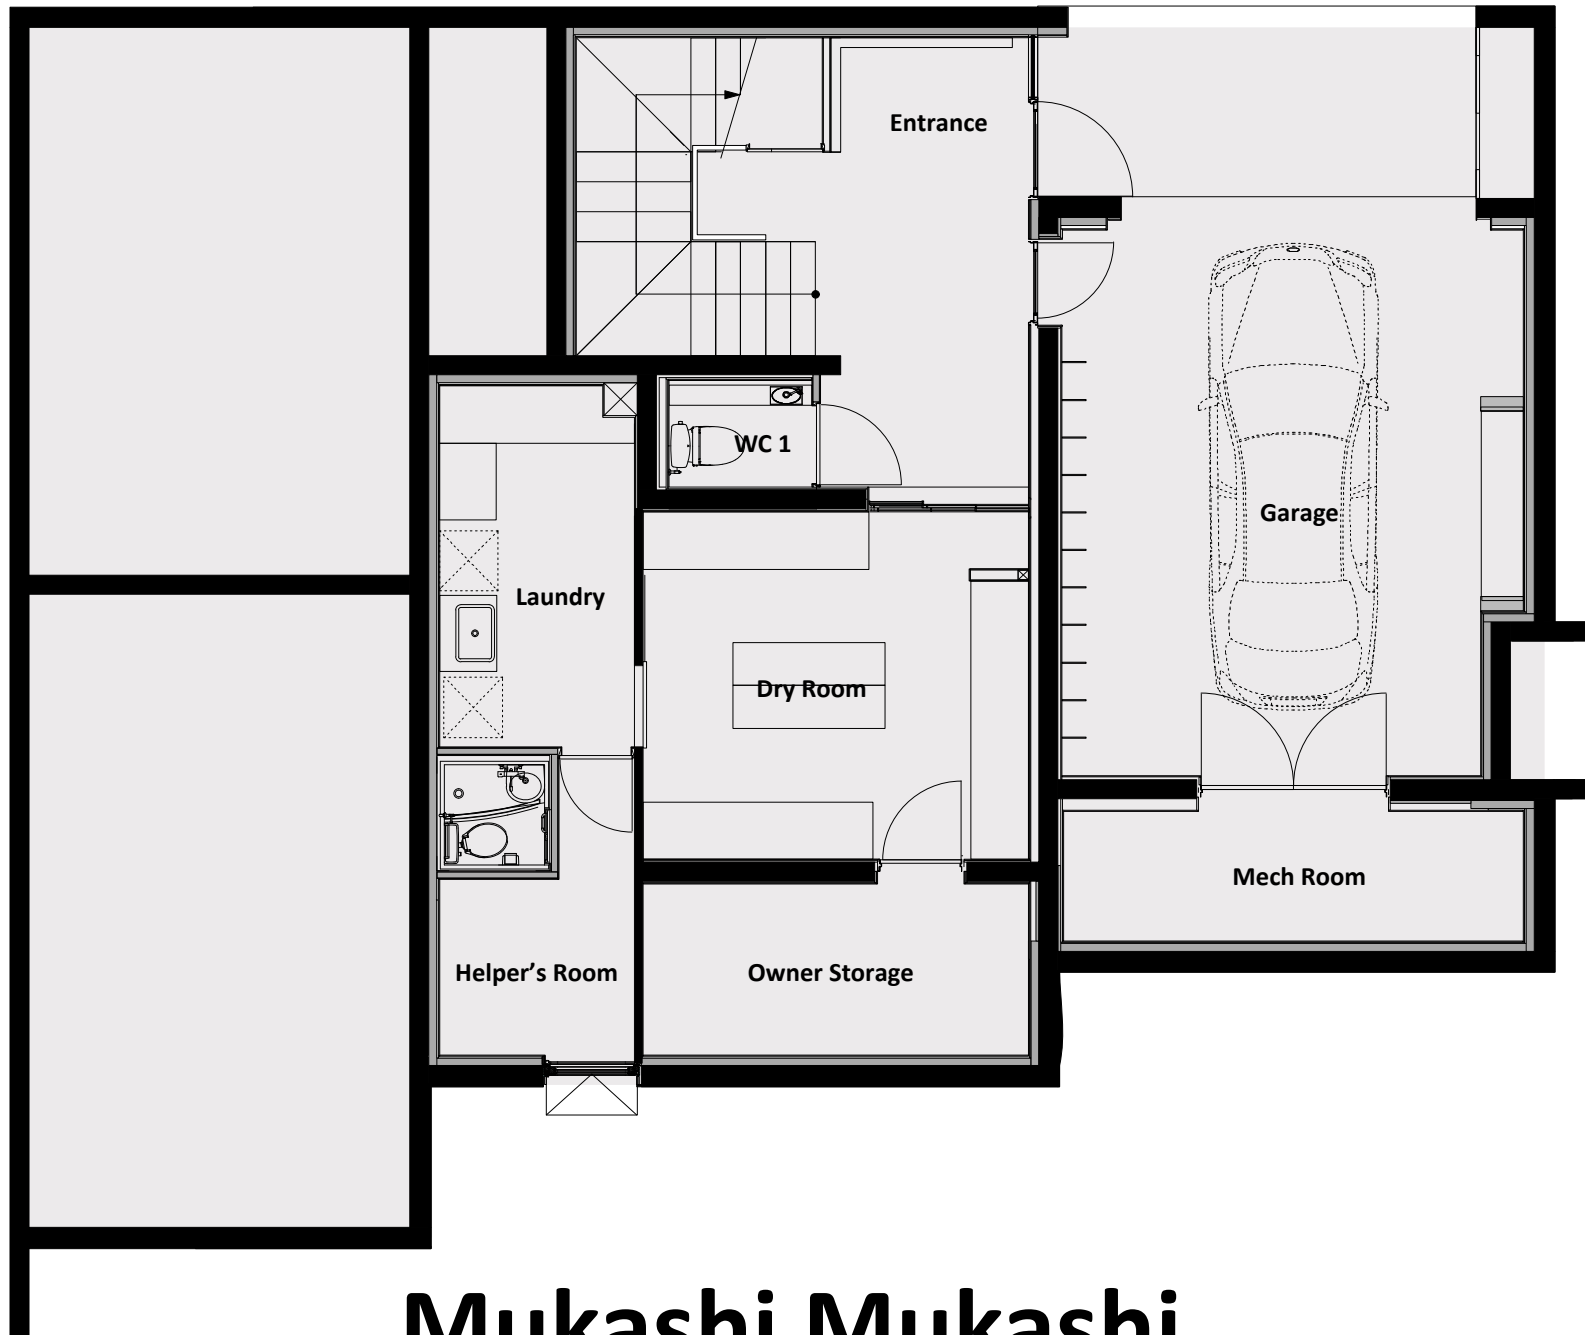 Entrance
WC 1
Garage
Laundry
Dry Room
Mech Room
Helper’s Room
Owner Storage
Mukashi Mukashi